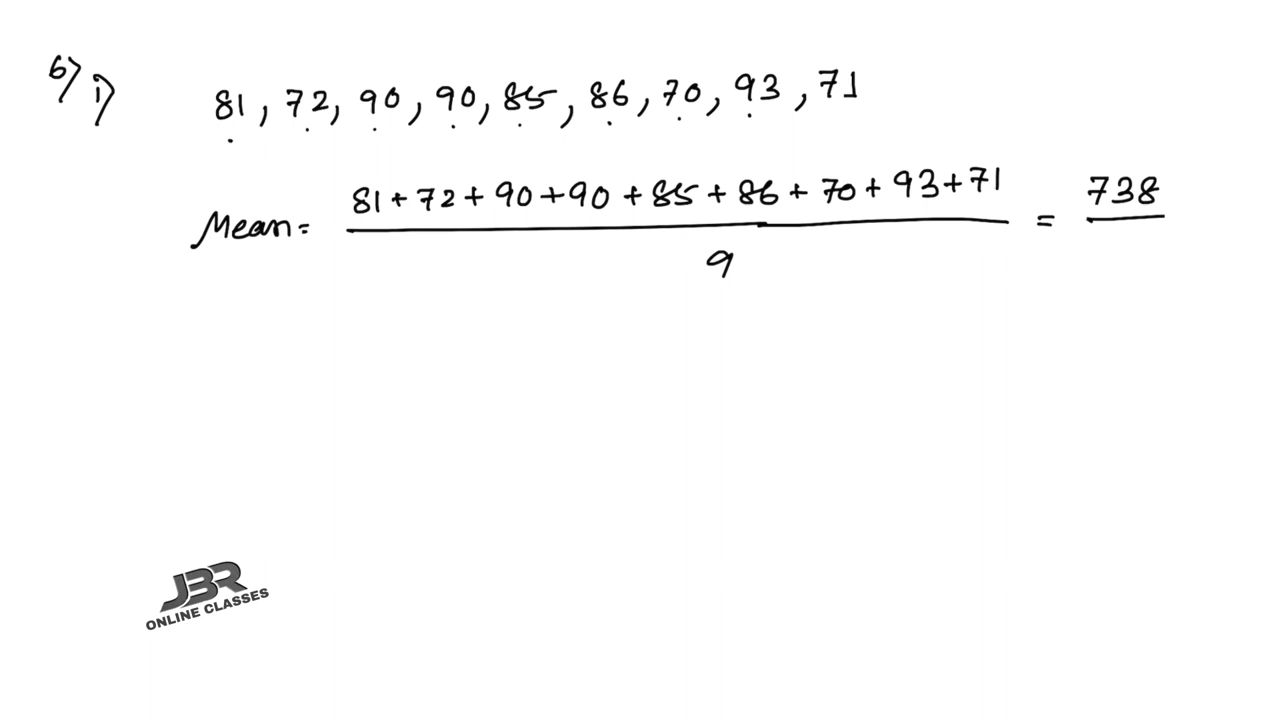 6) i) 81, 72, 90, 90, 85, 86, 70, 93, 71
Mean = 81+72+90+90+85+86+70+93+71 / 9 = 738
JBR
ONLINE CLASSES